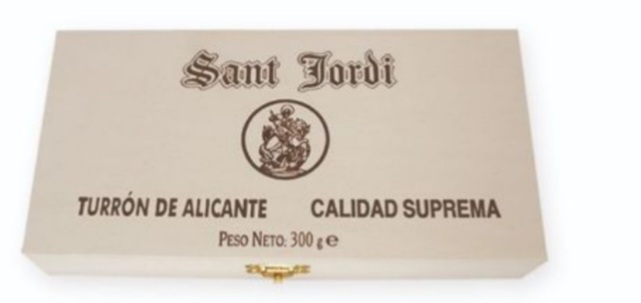 Sant Jordi
TURRÓN DE ALICANTE CALIDAD SUPREMA
PESO NETO: 300 g e